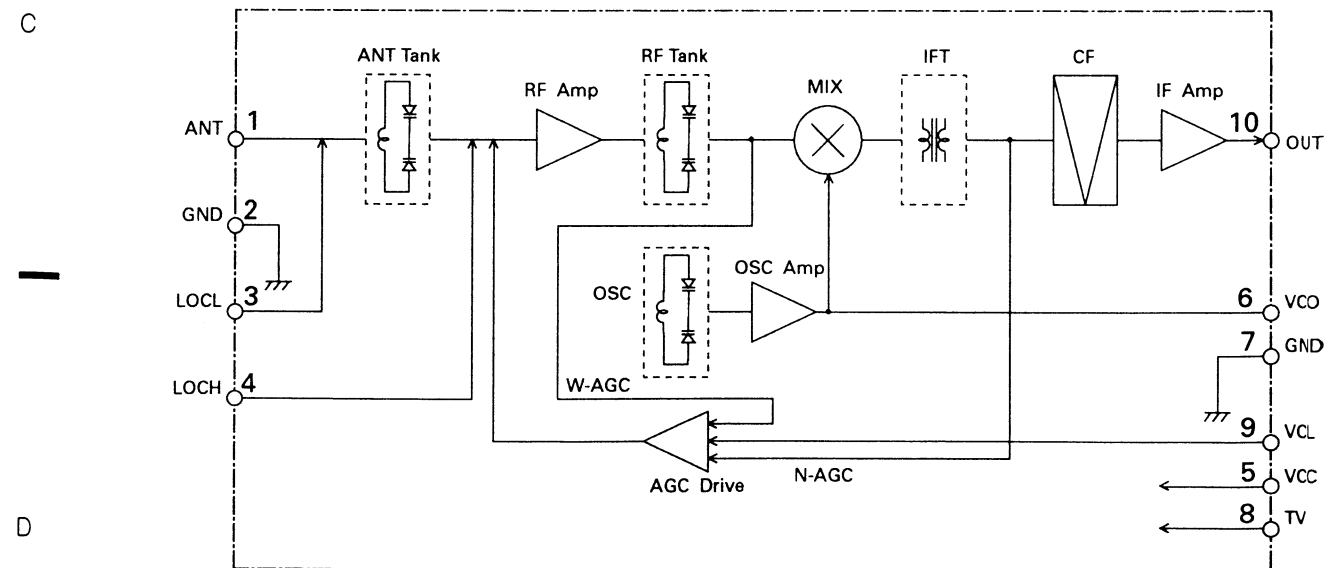 C
ANT Tank
RF Tank
IFT
CF
RF Amp
MIX
IF Amp
ANT 1
10 OUT
GND 2
OSC Amp
OSC
LOCL 3
6 VCO
7 GND
LOCH 4
W-AGC
9 VCL
N-AGC
5 VCC
AGC Drive
8 TV
D